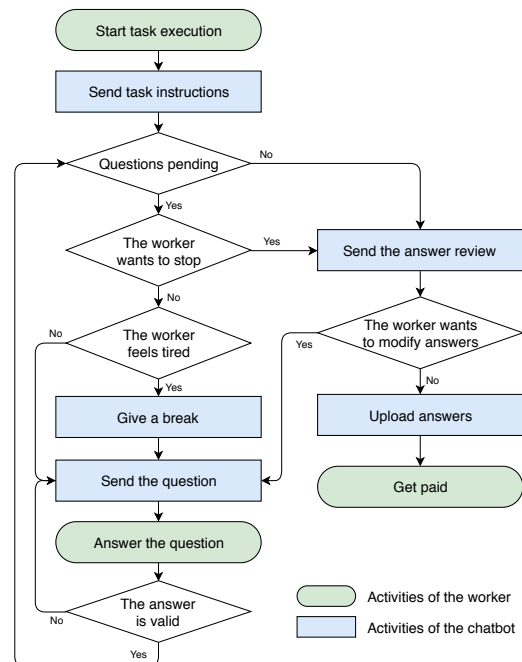 Start task execution
Send task instructions
Questions pending
No
Yes
The worker
wants to stop
Yes
Send the answer review
No
No
The worker
feels tired
Yes
The worker wants
to modify answers
Yes
No
Give a break
Upload answers
Send the question
Get paid
Answer the question
The answer
is valid
No
Yes
Activities of the worker
Activities of the chatbot